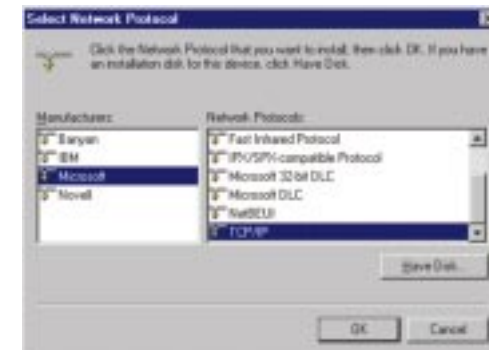 Select Network Protocol
Click the Network Protocol that you want to install, then click OK. If you have
an installation disk for this device, click Have Disk.
Manufacturers:
Network Protocols:
Banyan
IBM
Microsoft
Novell
Fast Infrared Protocol
IPX/SPX-compatible Protocol
Microsoft 32-bit DLC
Microsoft DLC
NetBEUI
TCP/IP
Have Disk...
OK
Cancel